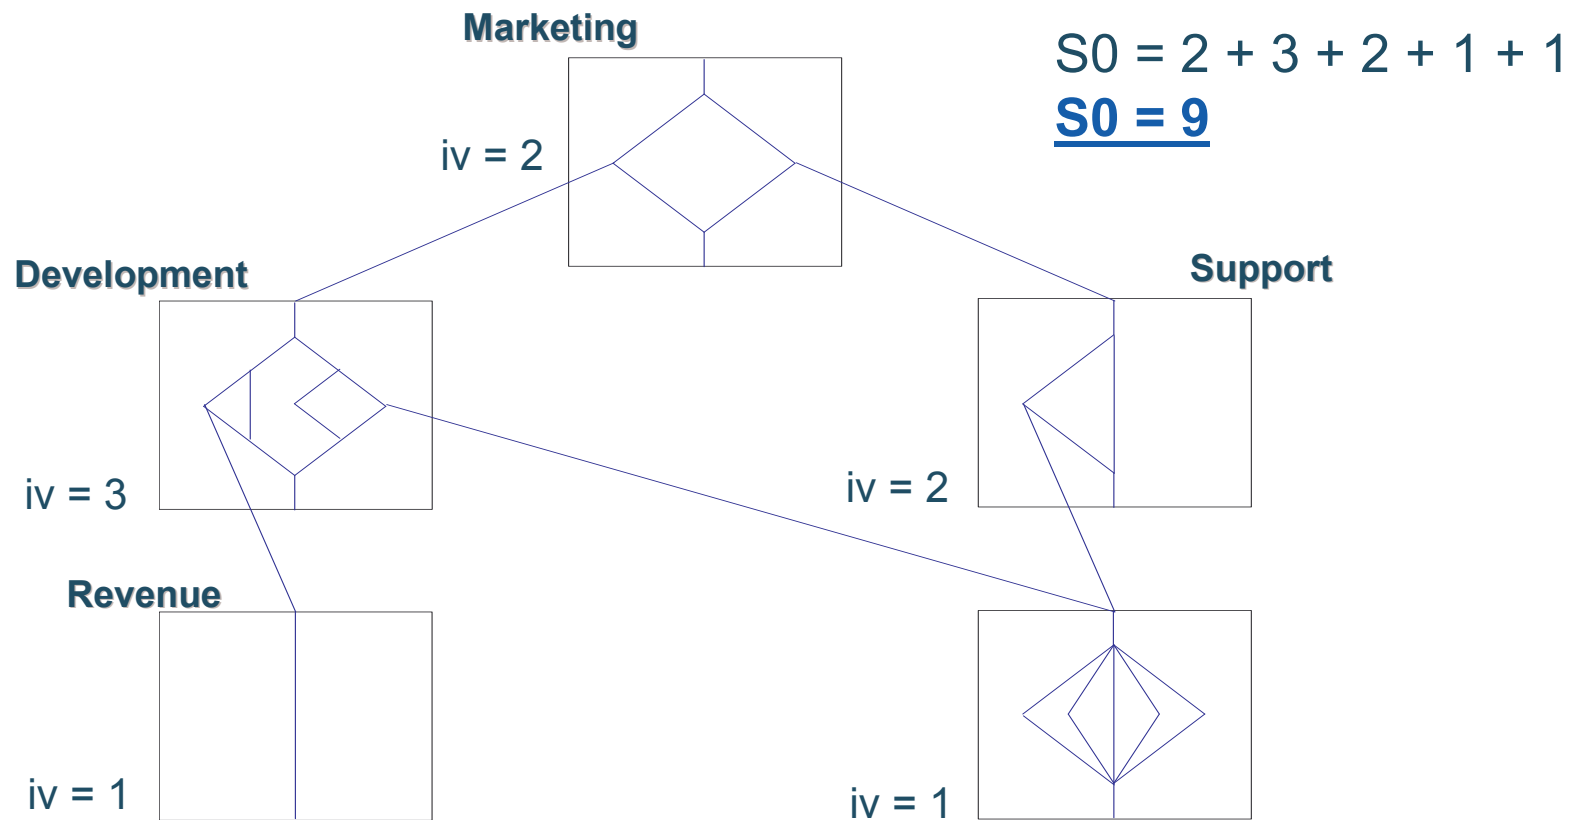 Marketing
S0 = 2 + 3 + 2 + 1 + 1
S0 = 9
iv = 2
Development
Support
iv = 3
iv = 2
Revenue
iv = 1
iv = 1